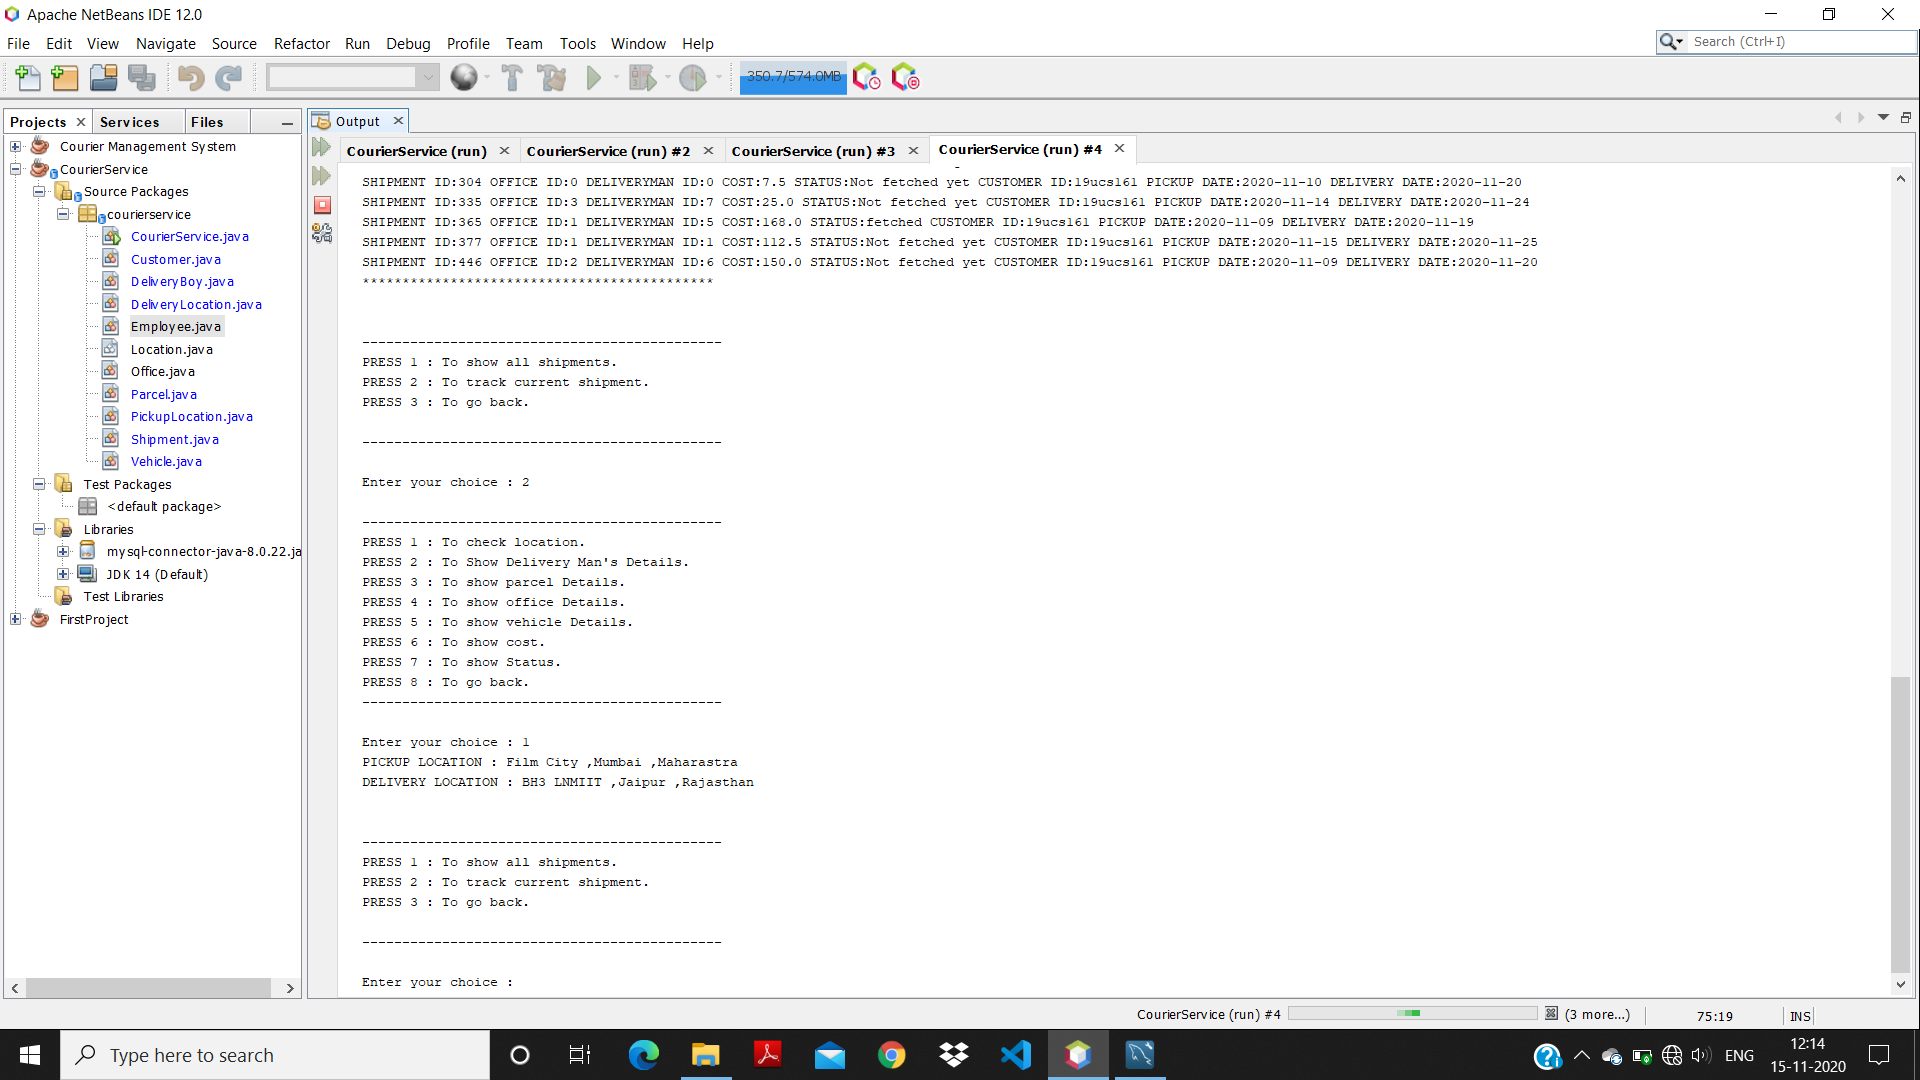 Apache NetBeans IDE 12.0
File Edit View Navigate Source Refactor Run Debug Profile Team Tools Window Help
Search (Ctrl+I)
350.7/574.0MB
Projects Services Files
Output
Courier Management System
CourierService
Source Packages
courierservice
CourierService.java
Customer.java
DeliveryBoy.java
DeliveryLocation.java
Employee.java
Location.java
Office.java
Parcel.java
PickupLocation.java
Shipment.java
Vehicle.java
Test Packages
<default package>
Libraries
mysql-connector-java-8.0.22.ja
JDK 14 (Default)
Test Libraries
FirstProject
CourierService (run) CourierService (run) #2 CourierService (run) #3 CourierService (run) #4
SHIPMENT ID:304 OFFICE ID:0 DELIVERYMAN ID:0 COST:7.5 STATUS:Not fetched yet CUSTOMER ID:19ucs161 PICKUP DATE:2020-11-10 DELIVERY DATE:2020-11-20
SHIPMENT ID:335 OFFICE ID:3 DELIVERYMAN ID:7 COST:25.0 STATUS:Not fetched yet CUSTOMER ID:19ucs161 PICKUP DATE:2020-11-14 DELIVERY DATE:2020-11-24
SHIPMENT ID:365 OFFICE ID:1 DELIVERYMAN ID:5 COST:168.0 STATUS:fetched CUSTOMER ID:19ucs161 PICKUP DATE:2020-11-09 DELIVERY DATE:2020-11-19
SHIPMENT ID:377 OFFICE ID:1 DELIVERYMAN ID:1 COST:112.5 STATUS:Not fetched yet CUSTOMER ID:19ucs161 PICKUP DATE:2020-11-15 DELIVERY DATE:2020-11-25
SHIPMENT ID:446 OFFICE ID:2 DELIVERYMAN ID:6 COST:150.0 STATUS:Not fetched yet CUSTOMER ID:19ucs161 PICKUP DATE:2020-11-09 DELIVERY DATE:2020-11-20
********************************************
---------------------------------------------
PRESS 1 : To show all shipments.
PRESS 2 : To track current shipment.
PRESS 3 : To go back.
---------------------------------------------
Enter your choice : 2
---------------------------------------------
PRESS 1 : To check location.
PRESS 2 : To Show Delivery Man's Details.
PRESS 3 : To show parcel Details.
PRESS 4 : To show office Details.
PRESS 5 : To show vehicle Details.
PRESS 6 : To show cost.
PRESS 7 : To show Status.
PRESS 8 : To go back.
---------------------------------------------
Enter your choice : 1
PICKUP LOCATION : Film City ,Mumbai ,Maharastra
DELIVERY LOCATION : BH3 LNMIIT ,Jaipur ,Rajasthan
---------------------------------------------
PRESS 1 : To show all shipments.
PRESS 2 : To track current shipment.
PRESS 3 : To go back.
---------------------------------------------
Enter your choice :
CourierService (run) #4 (3 more...) 75:19 INS
Type here to search
ENG
12:14
15-11-2020